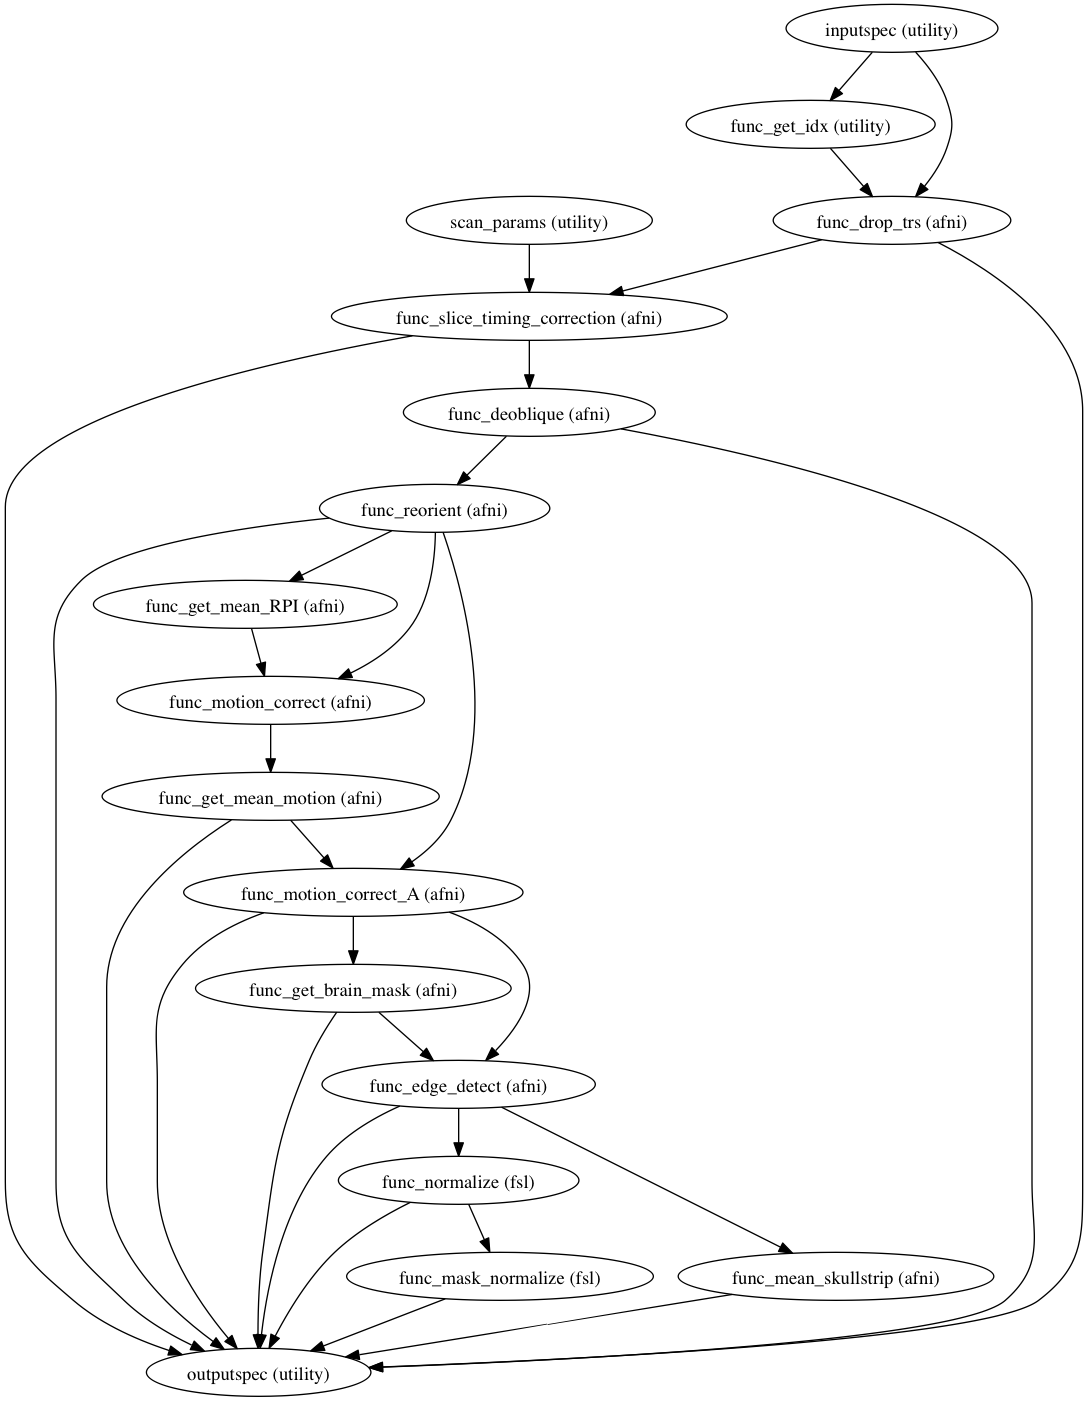 inputspec (utility)
func_get_idx (utility)
scan_params (utility)
func_drop_trs (afni)
func_slice_timing_correction (afni)
func_deoblique (afni)
func_reorient (afni)
func_get_mean_RPI (afni)
func_motion_correct (afni)
func_get_mean_motion (afni)
func_motion_correct_A (afni)
func_get_brain_mask (afni)
func_edge_detect (afni)
func_normalize (fsl)
func_mask_normalize (fsl)
func_mean_skullstrip (afni)
outputspec (utility)